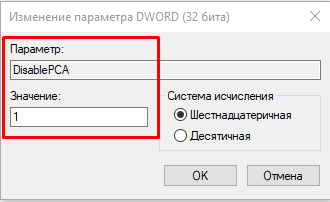 Изменение параметра DWORD (32 бита)
Параметр:
DisablePCA
Значение:
1
Система исчисления
Шестнадцатеричная
Десятичная
OK
Отмена